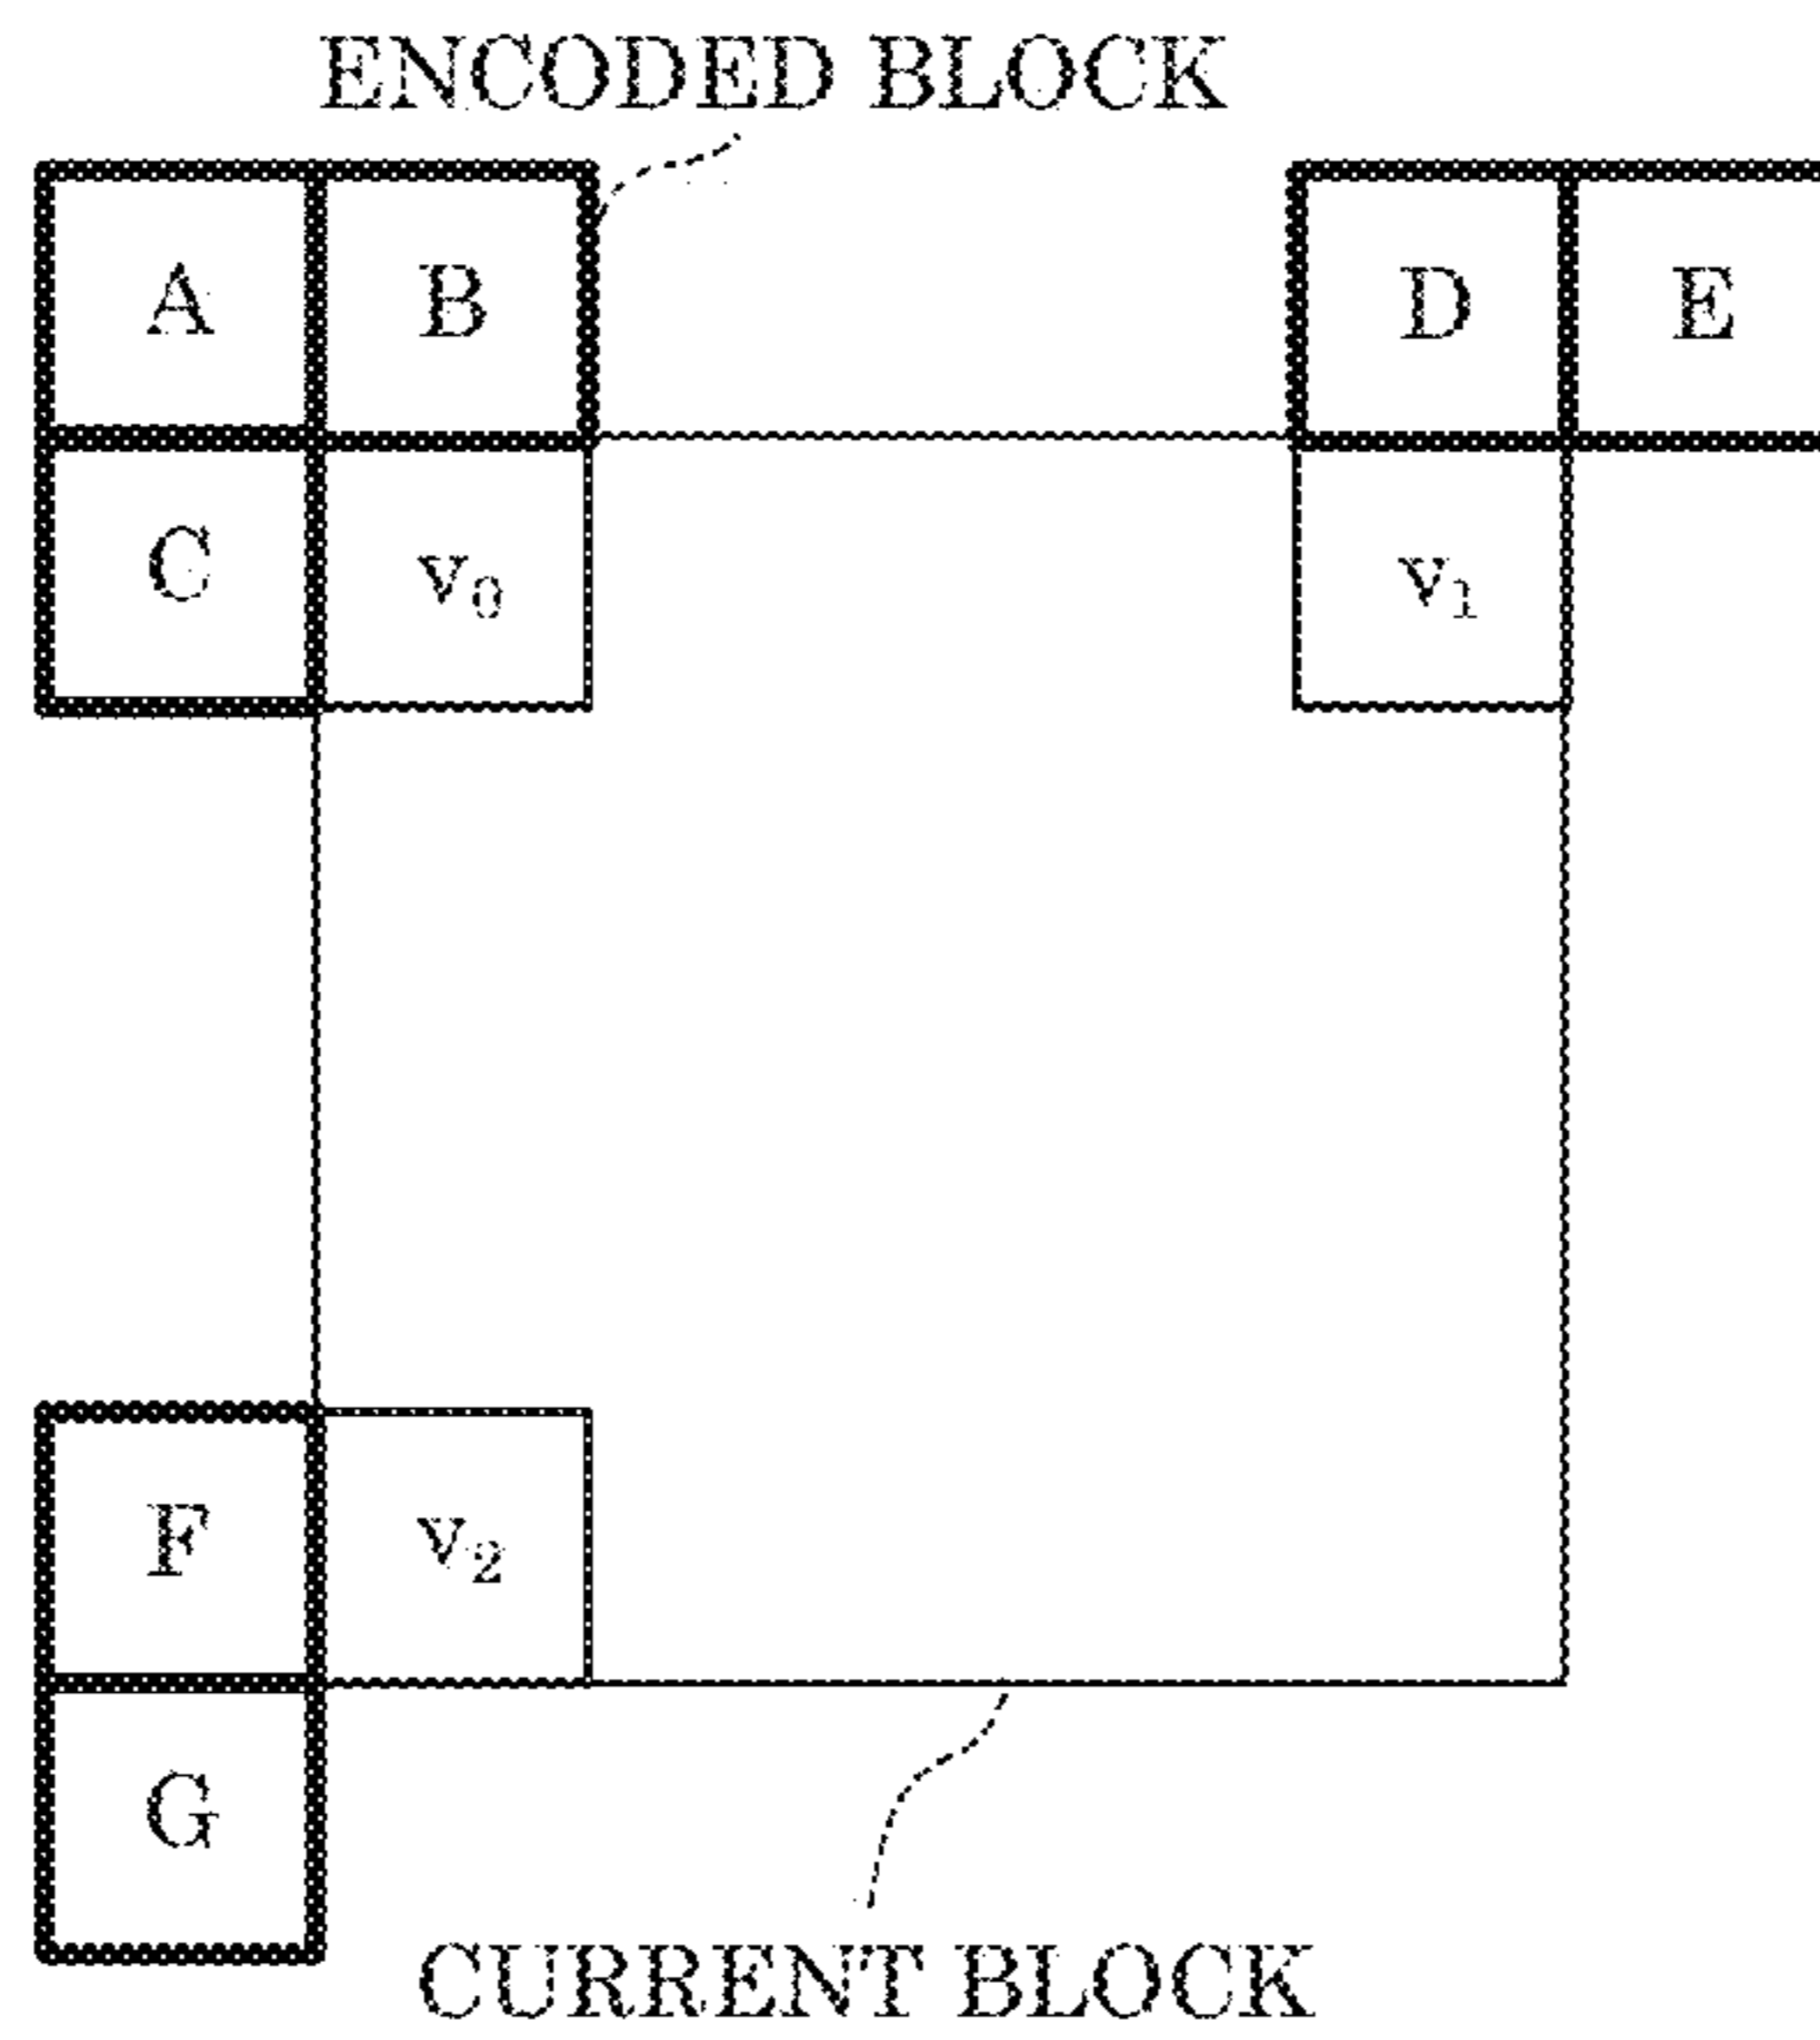 ENCODED BLOCK
A B D E
C v₀ v₁
F v₂
G
CURRENT BLOCK